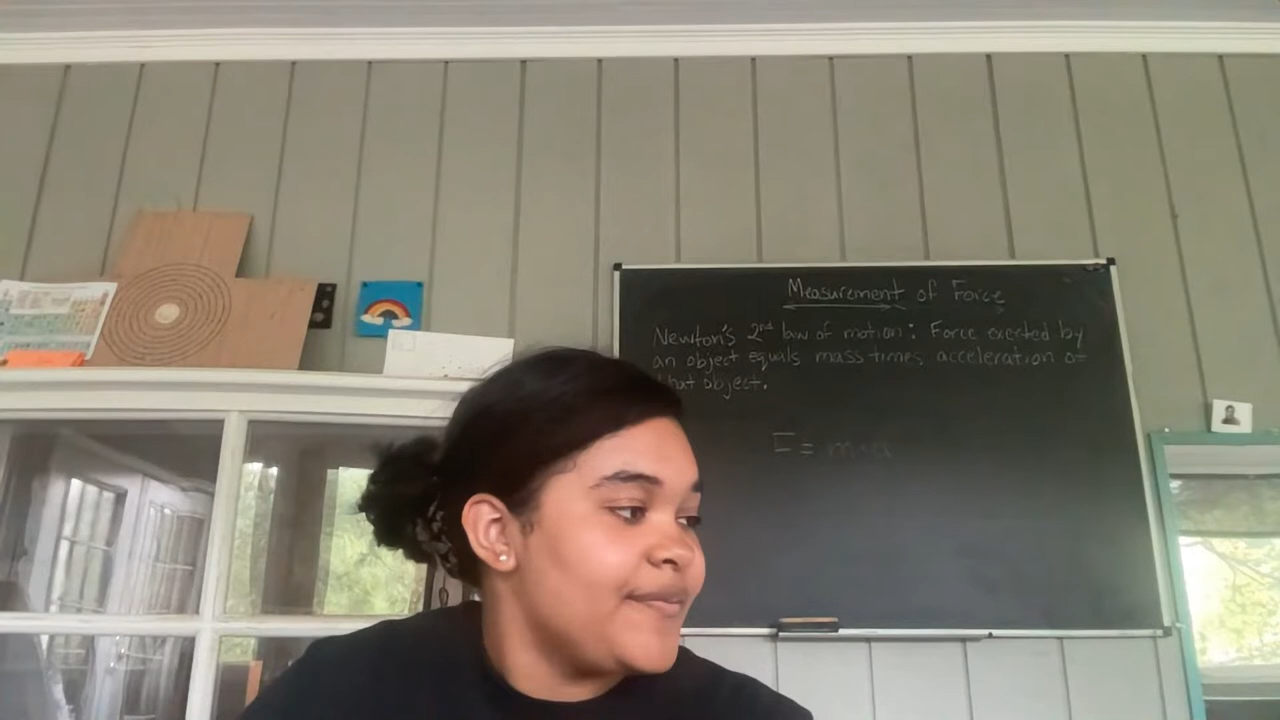 Measurement of Force
Newton's 2nd law of motion: Force exerted by
an object equals mass times acceleration of
that object.
F = m·a